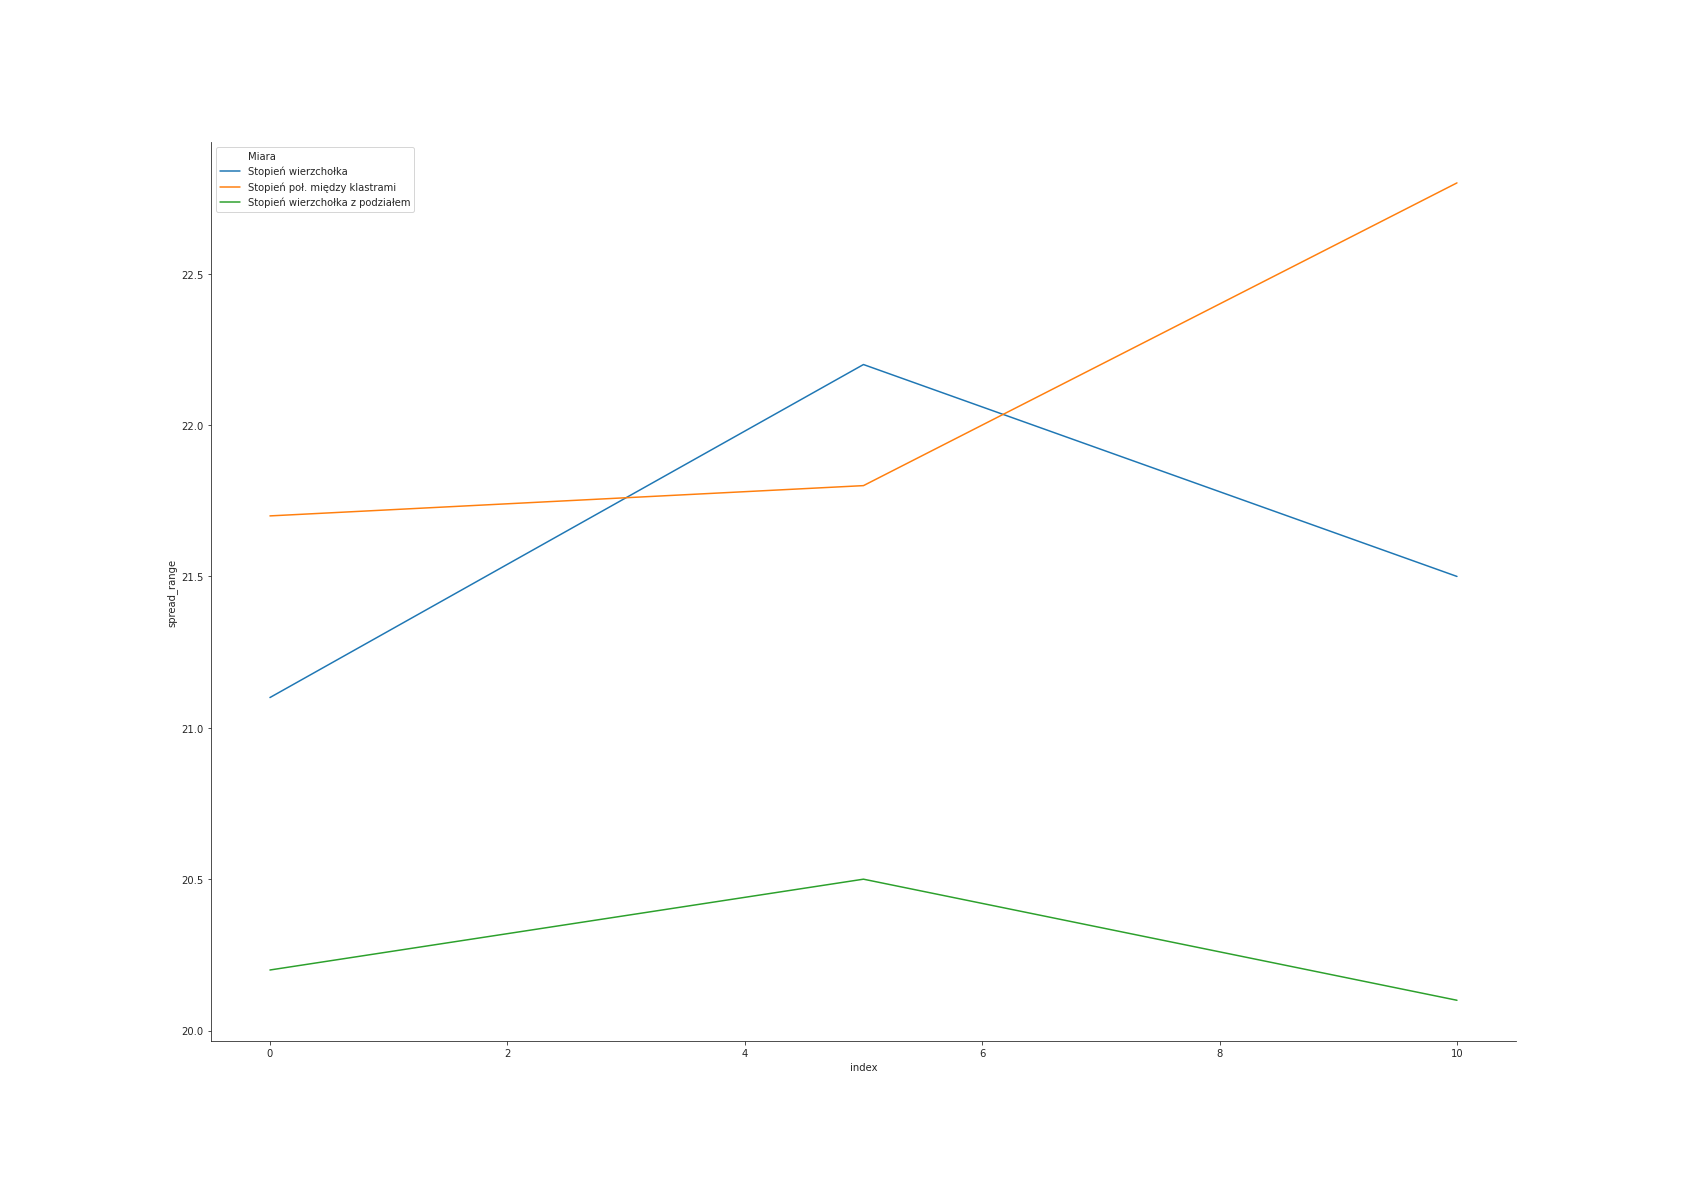 Miara
Stopień wierzchołka
Stopień poł. między klastrami
Stopień wierzchołka z podziałem
22.5
22.0
21.5
21.0
20.5
20.0
spread_range
0 2 4 6 8 10
index